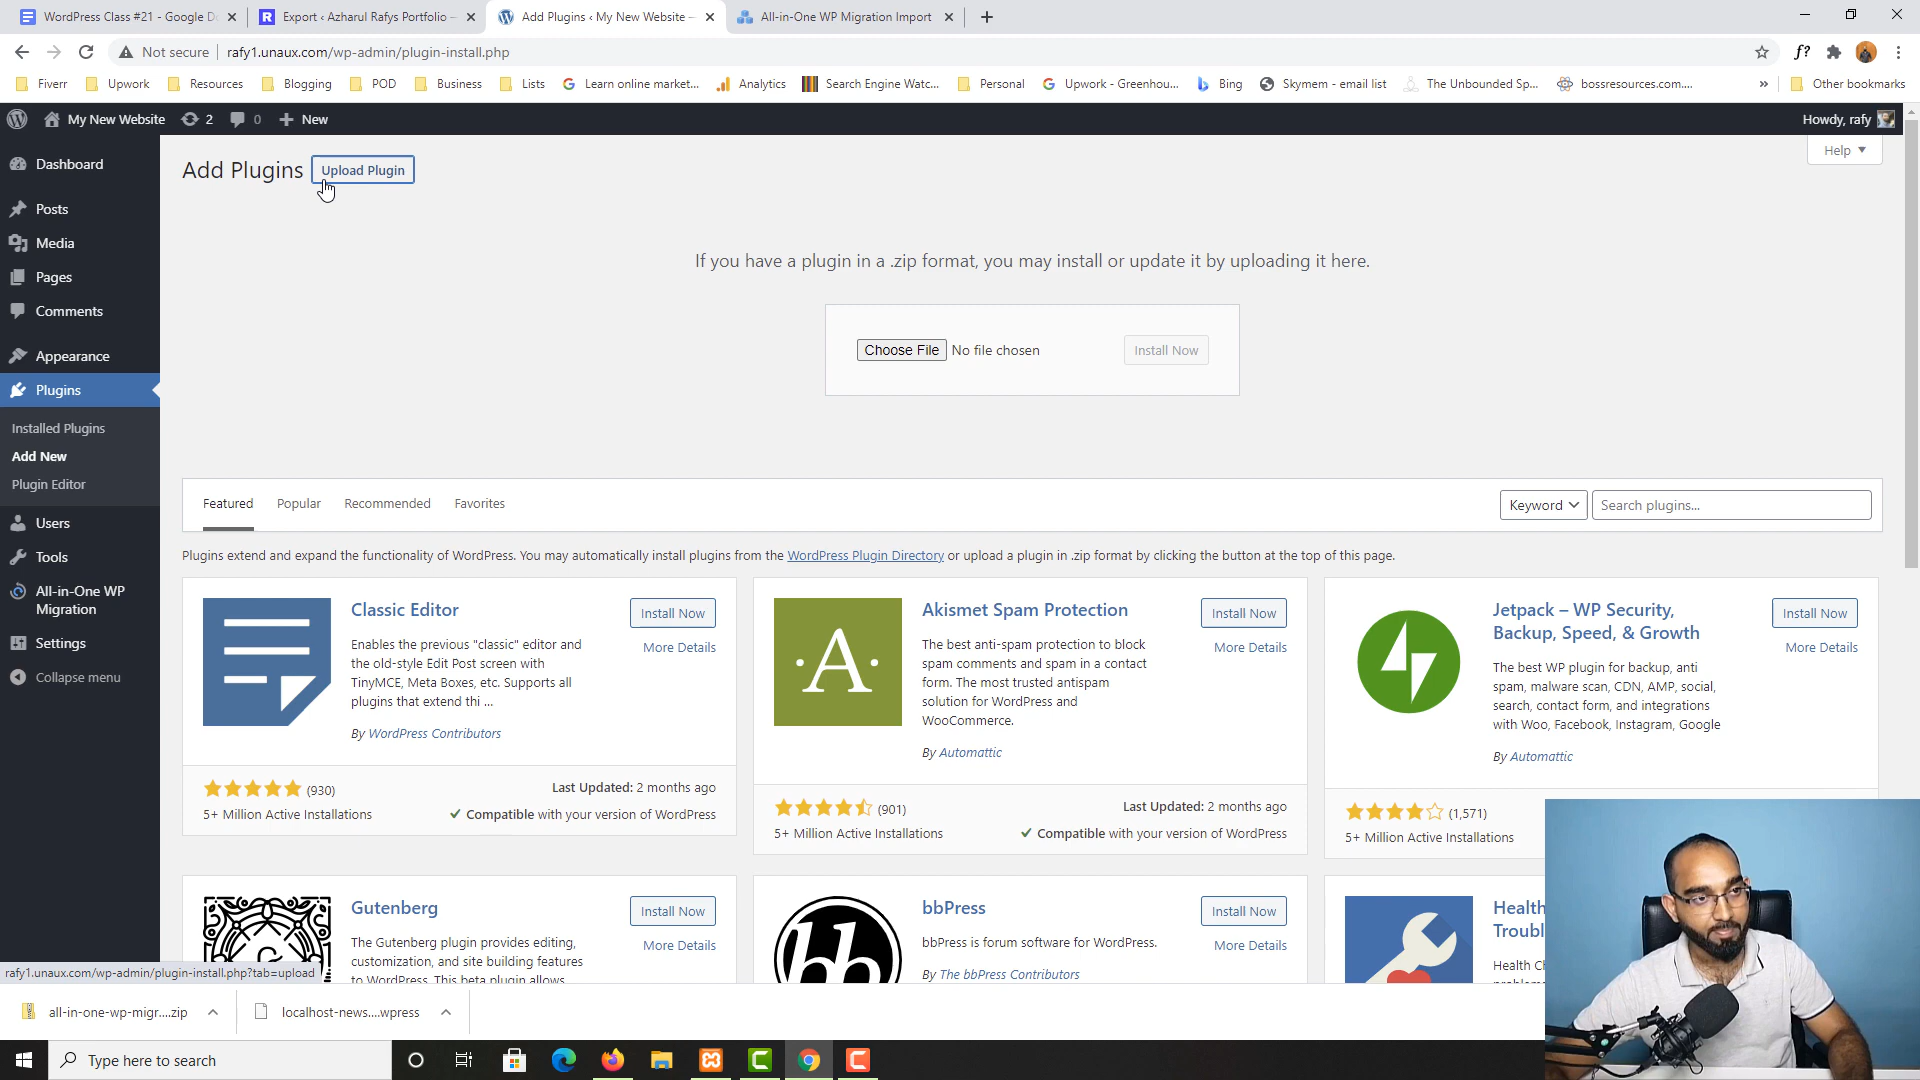 WordPress Class #21 - Google Do
Export ‹ Azharul Rafys Portfolio —
Add Plugins ‹ My New Website —
All-in-One WP Migration Import
Not secure
rafy1.unaux.com/wp-admin/plugin-install.php
f?
Fiverr
Upwork
Resources
Blogging
POD
Business
Lists
Learn online market...
Analytics
Search Engine Watc...
Personal
Upwork - Greenhou...
Bing
Skymem - email list
The Unbounded Sp...
bossresources.com....
»
Other bookmarks
My New Website
2
0
New
Howdy, rafy
Dashboard
Posts
Media
Pages
Comments
Appearance
Plugins
Installed Plugins
Add New
Plugin Editor
Users
Tools
All-in-One WP
Migration
Settings
Collapse menu
Add Plugins
Upload Plugin
Help
If you have a plugin in a .zip format, you may install or update it by uploading it here.
Choose File No file chosen
Install Now
Featured
Popular
Recommended
Favorites
Keyword
Search plugins...
Plugins extend and expand the functionality of WordPress. You may automatically install plugins from the WordPress Plugin Directory or upload a plugin in .zip format by clicking the button at the top of this page.
Classic Editor
Install Now
More Details
Enables the previous "classic" editor and
the old-style Edit Post screen with
TinyMCE, Meta Boxes, etc. Supports all
plugins that extend thi ...
By WordPress Contributors
(930)
5+ Million Active Installations
Last Updated: 2 months ago
Compatible with your version of WordPress
A
Akismet Spam Protection
Install Now
More Details
The best anti-spam protection to block
spam comments and spam in a contact
form. The most trusted antispam
solution for WordPress and
WooCommerce.
By Automattic
(901)
5+ Million Active Installations
Last Updated: 2 months ago
Compatible with your version of WordPress
Jetpack – WP Security,
Backup, Speed, & Growth
Install Now
More Details
The best WP plugin for backup, anti
spam, malware scan, CDN, AMP, social,
search, contact form, and integrations
with Woo, Facebook, Instagram, Google
By Automattic
(1,571)
5+ Million Active Installations
Gutenberg
Install Now
More Details
The Gutenberg plugin provides editing,
customization, and site building features
to WordPress. This beta plugin allows
bb
bbPress
Install Now
More Details
bbPress is forum software for WordPress.
By The bbPress Contributors
Health
Troubl
Health Ch
rafy1.unaux.com/wp-admin/plugin-install.php?tab=upload
all-in-one-wp-migr....zip
localhost-news....wpress
Type here to search